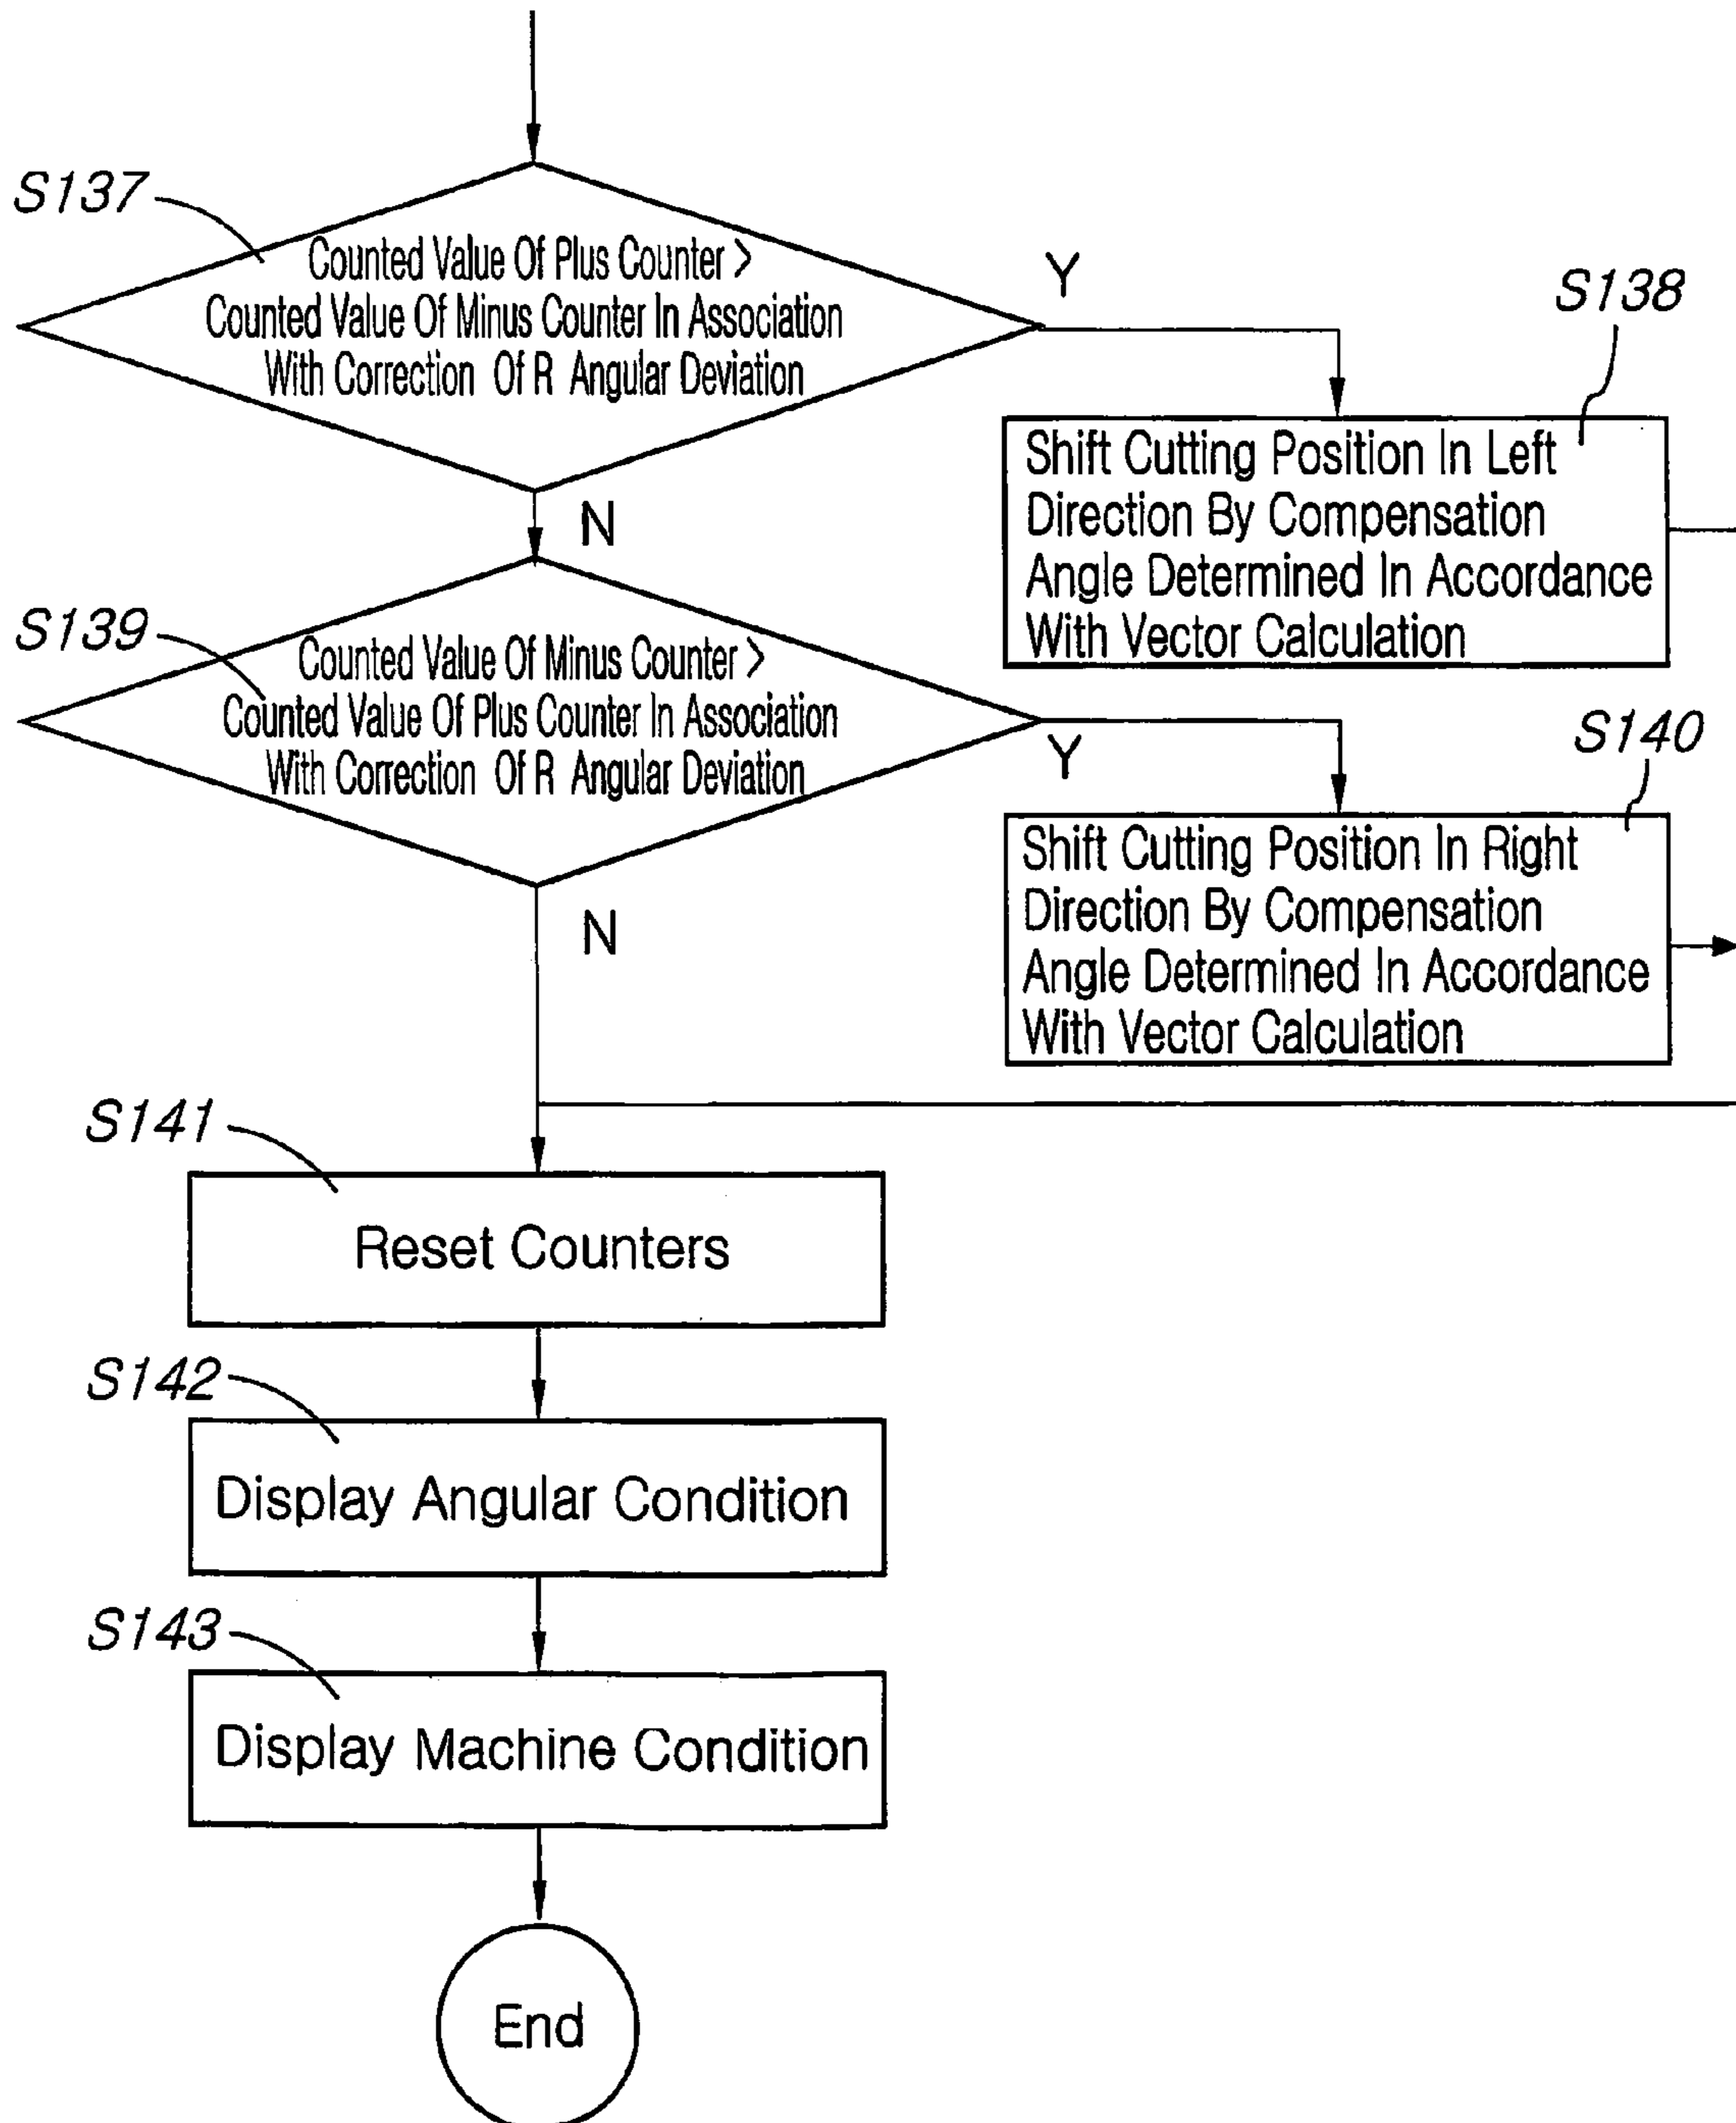 S137
Counted Value Of Plus Counter >
Counted Value Of Minus Counter In Association
With Correction Of R Angular Deviation
Y
N
S138
Shift Cutting Position In Left
Direction By Compensation
Angle Determined In Accordance
With Vector Calculation
S139
Counted Value Of Minus Counter >
Counted Value Of Plus Counter In Association
With Correction Of R Angular Deviation
Y
N
S140
Shift Cutting Position In Right
Direction By Compensation
Angle Determined In Accordance
With Vector Calculation
S141
Reset Counters
S142
Display Angular Condition
S143
Display Machine Condition
End